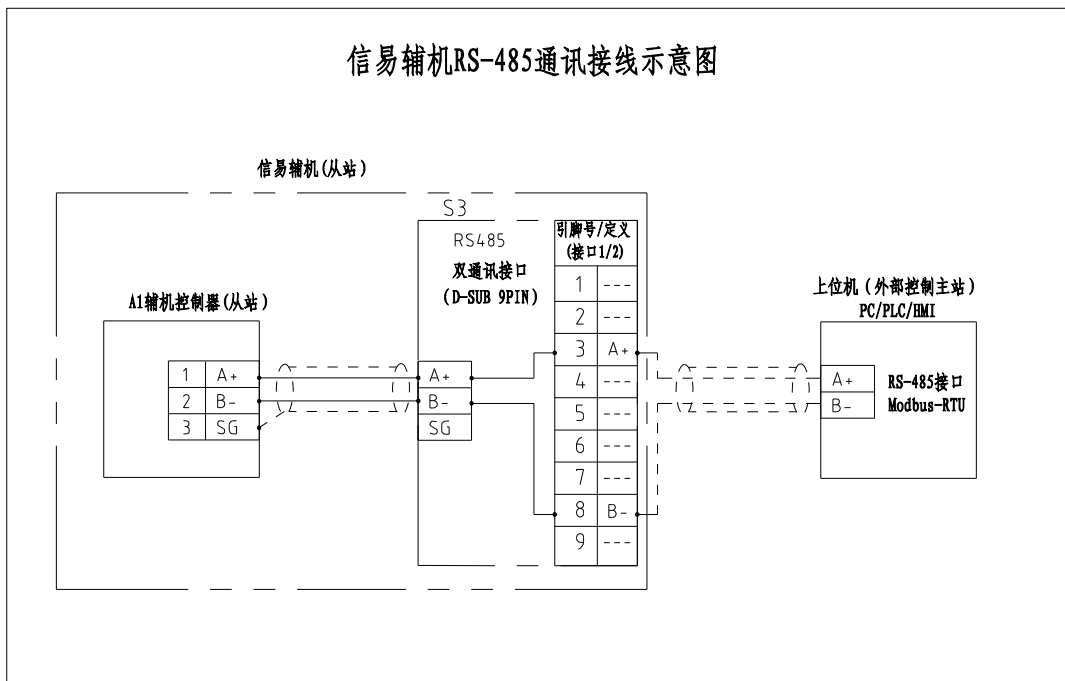 信易辅机RS-485通讯接线示意图
信易辅机(从站)
S3
RS485
双通讯接口
(D-SUB 9PIN)
引脚号/定义
(接口1/2)
1 ---
2 ---
3 A+
4 ---
5 ---
6 ---
7 ---
8 B-
9 ---
A1辅机控制器(从站)
1 A+
2 B-
3 SG
A+
B-
SG
上位机(外部控制主站)
PC/PLC/HMI
A+
B-
RS-485接口
Modbus-RTU